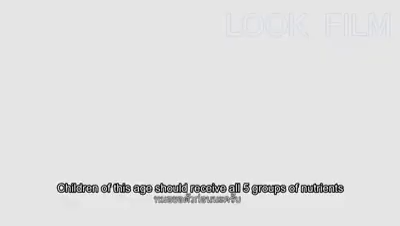 LOOK FILM
Children of this age should receive all 5 groups of nutrients